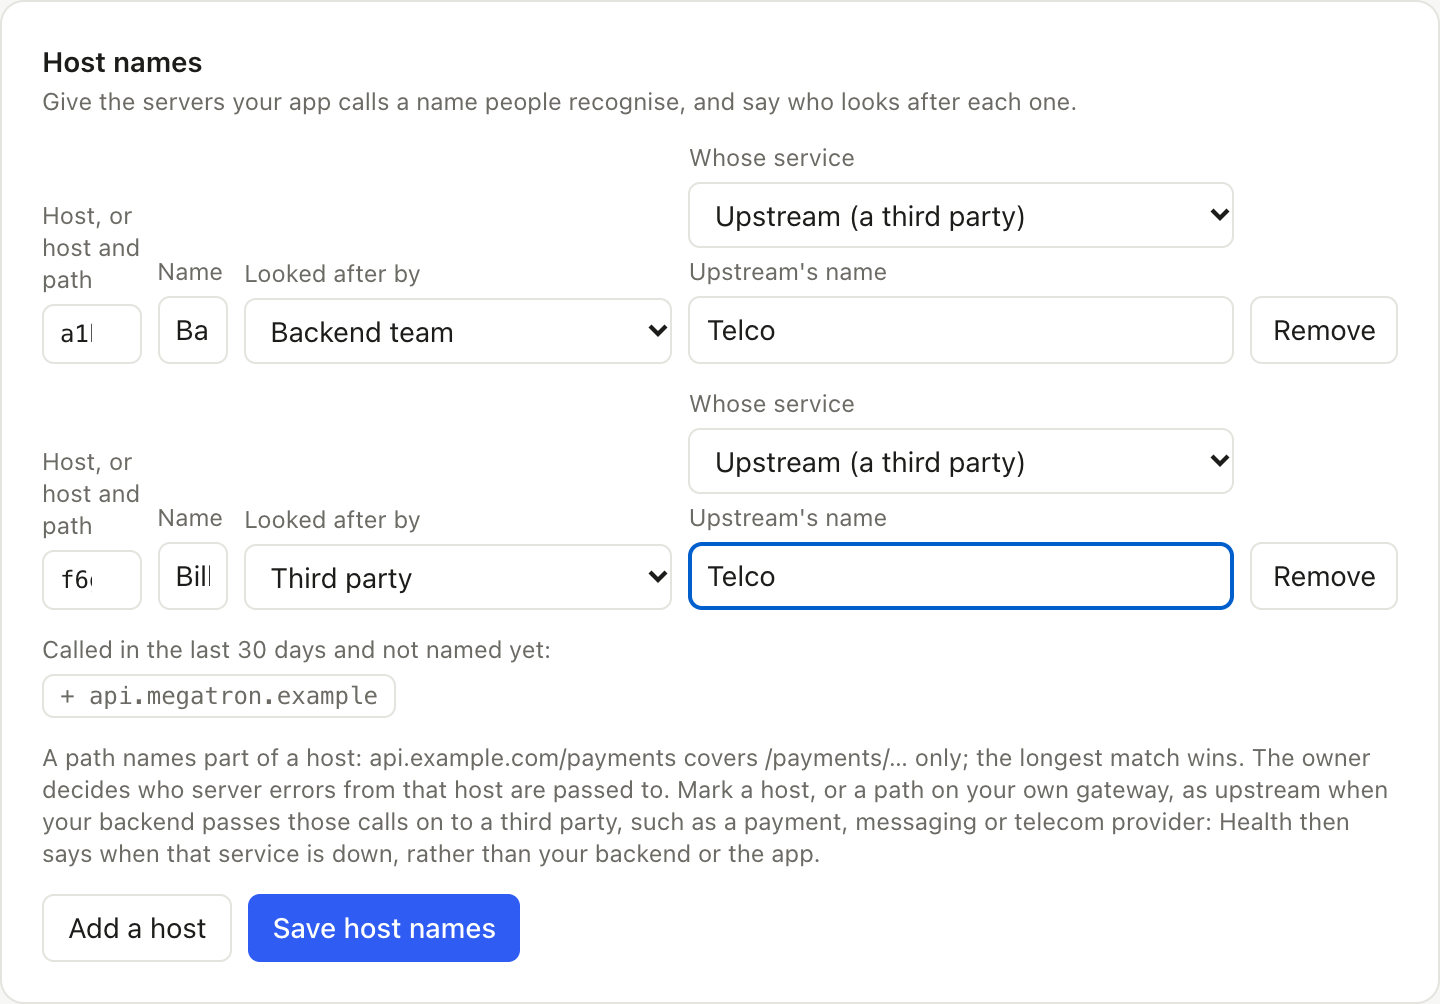 Host names
Give the servers your app calls a name people recognise, and say who looks after each one.
Whose service
Upstream (a third party)
Host, or
host and
path
Name
Looked after by
Upstream's name
Ba
Backend team
Telco
Remove
Whose service
Upstream (a third party)
Host, or
host and
path
Name
Looked after by
Upstream's name
Bill
Third party
Telco
Remove
Called in the last 30 days and not named yet:
+ api.megatron.example
A path names part of a host: api.example.com/payments covers /payments/... only; the longest match wins. The owner
decides who server errors from that host are passed to. Mark a host, or a path on your own gateway, as upstream when
your backend passes those calls on to a third party, such as a payment, messaging or telecom provider: Health then
says when that service is down, rather than your backend or the app.
Add a host
Save host names